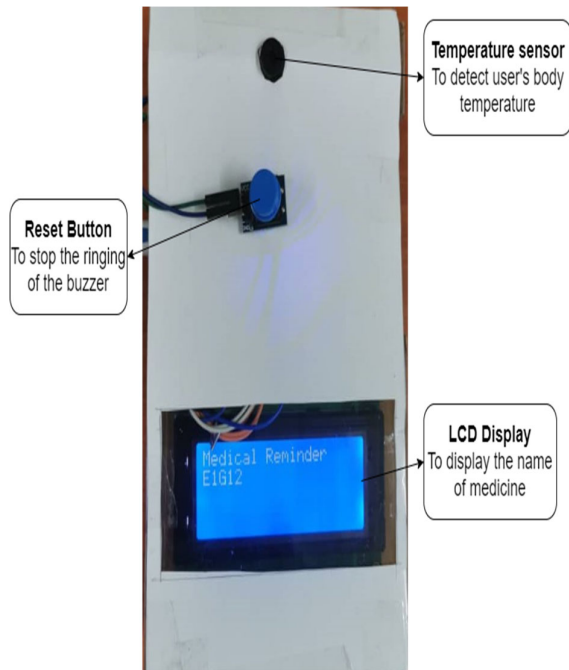 Temperature sensor
To detect user's body
temperature
Reset Button
To stop the ringing
of the buzzer
Medical Reminder
E1G12
LCD Display
To display the name
of medicine